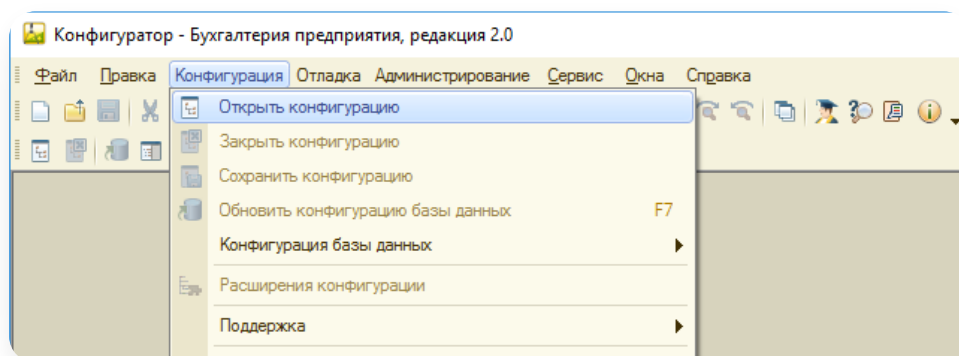 Конфигуратор - Бухгалтерия предприятия, редакция 2.0
Файл Правка Конфигурация Отладка Администрирование Сервис Окна Справка
Открыть конфигурацию
Закрыть конфигурацию
Сохранить конфигурацию
Обновить конфигурацию базы данных F7
Конфигурация базы данных
Расширения конфигурации
Поддержка